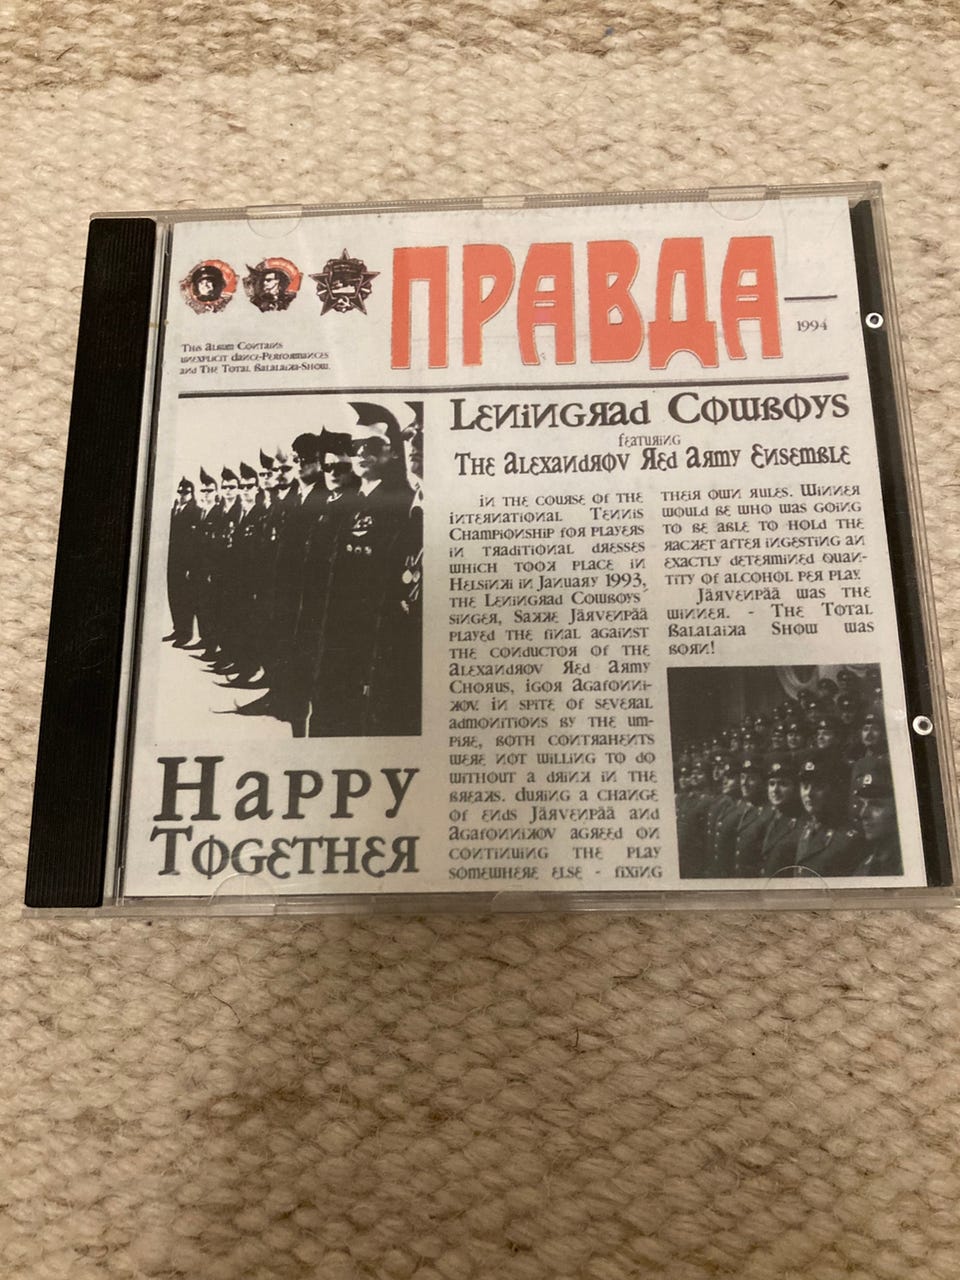 ПРАВДА
1994
This Album Contains
unexplicit dance-Performances
and The Total Balalaika-Show.
Leningrad Cowboys
featuring
The Alexandrov Red Army Ensemble
in the course of the
international Tennis
Championship for players
in traditional dresses
which took place in
Helsinki in January 1993,
the Leningrad Cowboys'
singer, Sakke Järvenpää
played the final against
the conductor of the
Alexandrov Red Army
Chorus, igor Agafonni-
kov. in spite of several
admonitions by the um-
pire, both contrahents
were not willing to do
without a drink in the
breaks. during a change
of ends Järvenpää and
Agafonnikov agreed on
continuing the play
somewhere else - fixing
their own rules. Winner
would be who was going
to be able to hold the
racket after ingesting an
exactly determined quan-
tity of alcohol per play.
Järvenpää was the
winner. - The Total
Balalaika Show was
born!
Happy
Together